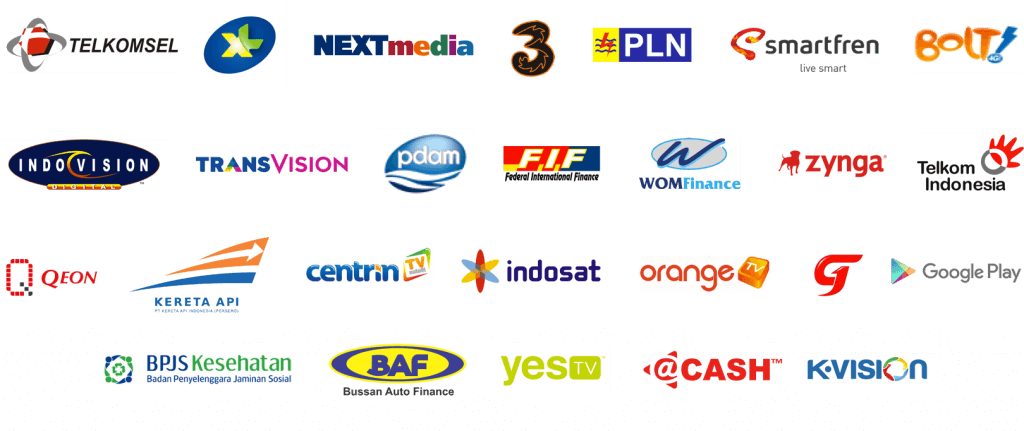 TELKOMSEL
XL
NEXTmedia
3
PLN
smartfren
live smart
BOLT!
4G
INDOVISION
DIGITAL
TM
TRANSVISION
pdam
F.I.F
Federal International Finance
W
WOMFinance
zynga®
Telkom
Indonesia
Q
QEON
KERETA API
PT KERETA API INDONESIA (PERSERO)
centrin TV
indosat
orange TV
G
Google Play
BPJS Kesehatan
Badan Penyelenggara Jaminan Sosial
BAF
Bussan Auto Finance
yes TV
@CASH™
K-VISION